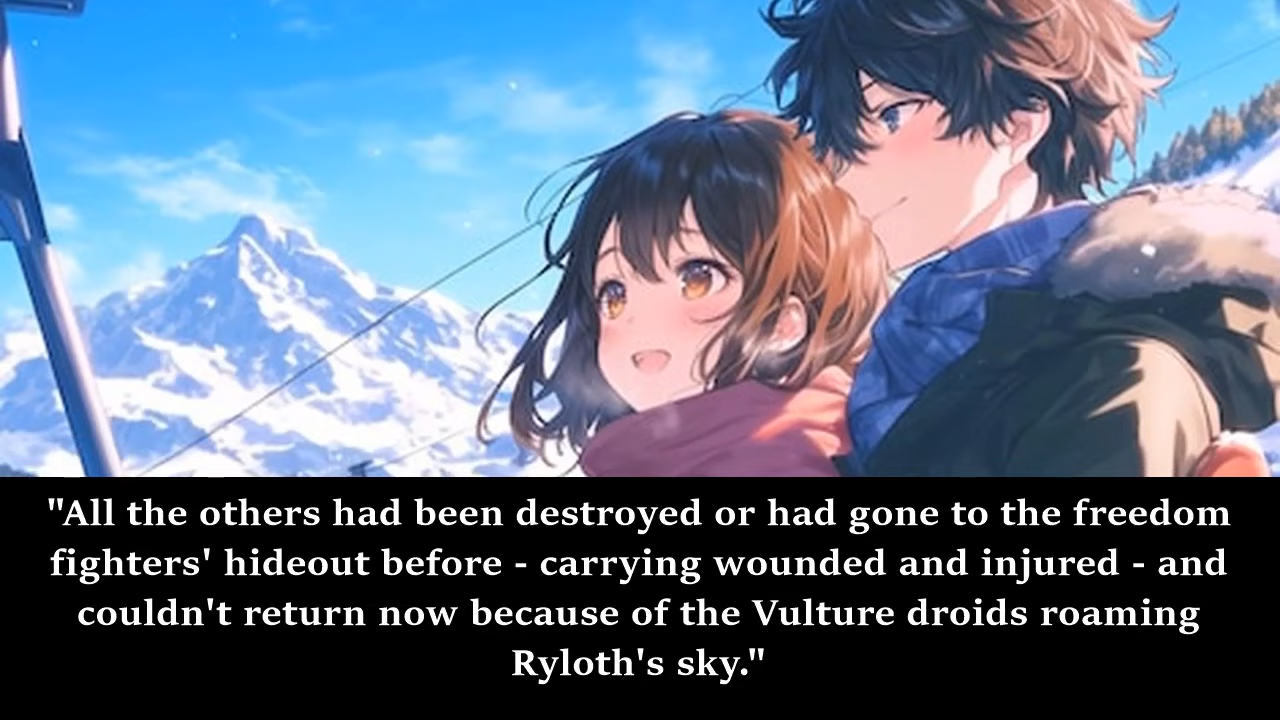 "All the others had been destroyed or had gone to the freedom
fighters' hideout before - carrying wounded and injured - and
couldn't return now because of the Vulture droids roaming
Ryloth's sky."